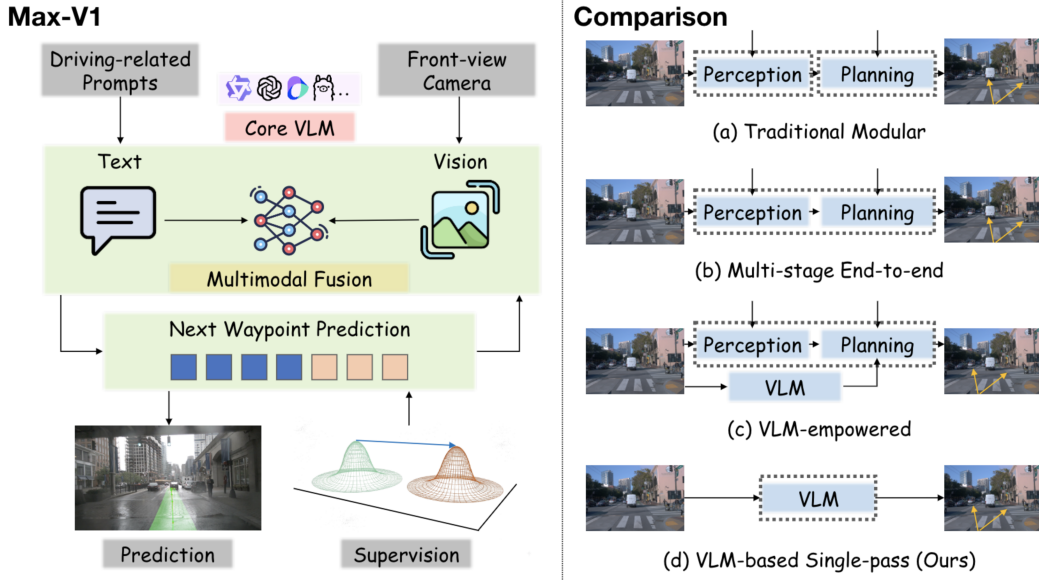 Max-V1
Driving-related
Prompts
Front-view
Camera
Core VLM
Text
Vision
Multimodal Fusion
Next Waypoint Prediction
Prediction
Supervision
Comparison
Perception
Planning
(a) Traditional Modular
Perception
Planning
(b) Multi-stage End-to-end
Perception
Planning
VLM
(c) VLM-empowered
VLM
(d) VLM-based Single-pass (Ours)